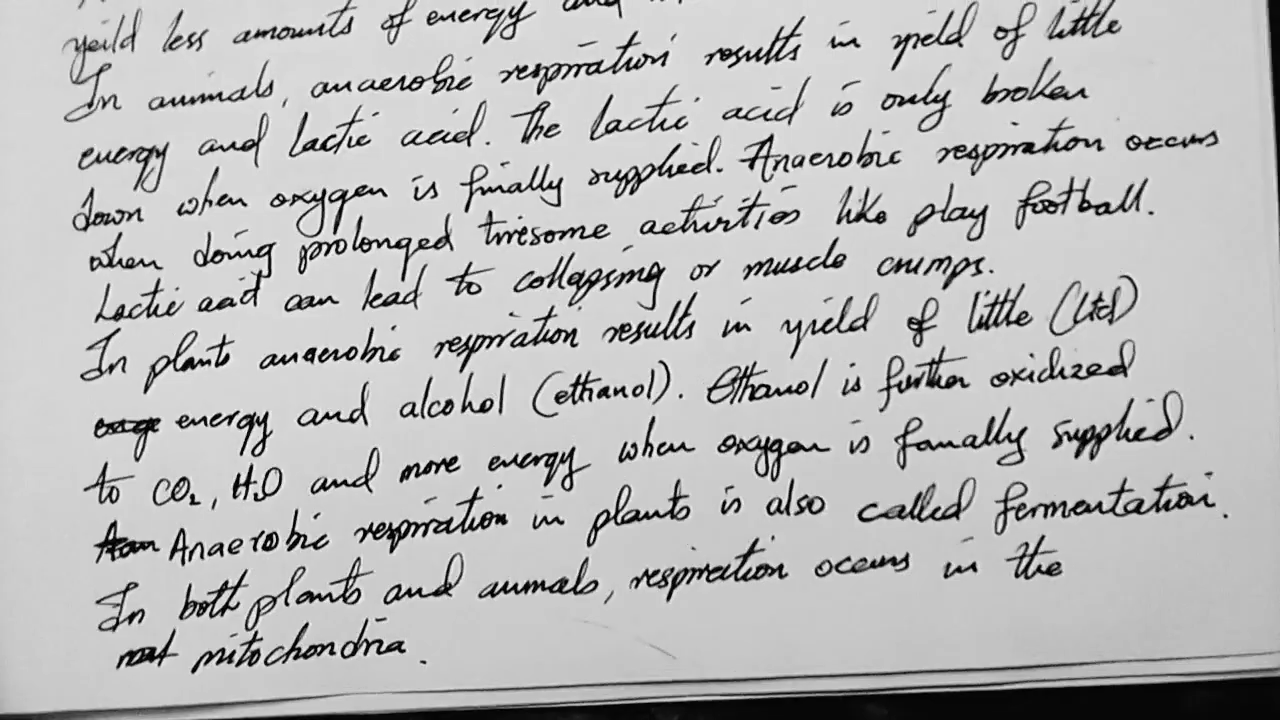 yeild less amounts of energy and
In animals, anaerobic respiration results in yield of little
energy and lactic acid. The lactic acid is only broken
down when oxygen is finally supplied. Anaerobic respiration occurs
when doing prolonged tiresome activities like play football.
Lactic acid can lead to collapsing or muscle crumps.
In plants anaerobic respiration results in yield of little
energy and alcohol (ethanol). Ethanol is further oxidized
to CO₂, H₂O and more energy when oxygen is fanally supplied.
Anaerobic respiration in plants is also called fermentation.
In both plants and animals, respiration occurs in the
mitochondria.